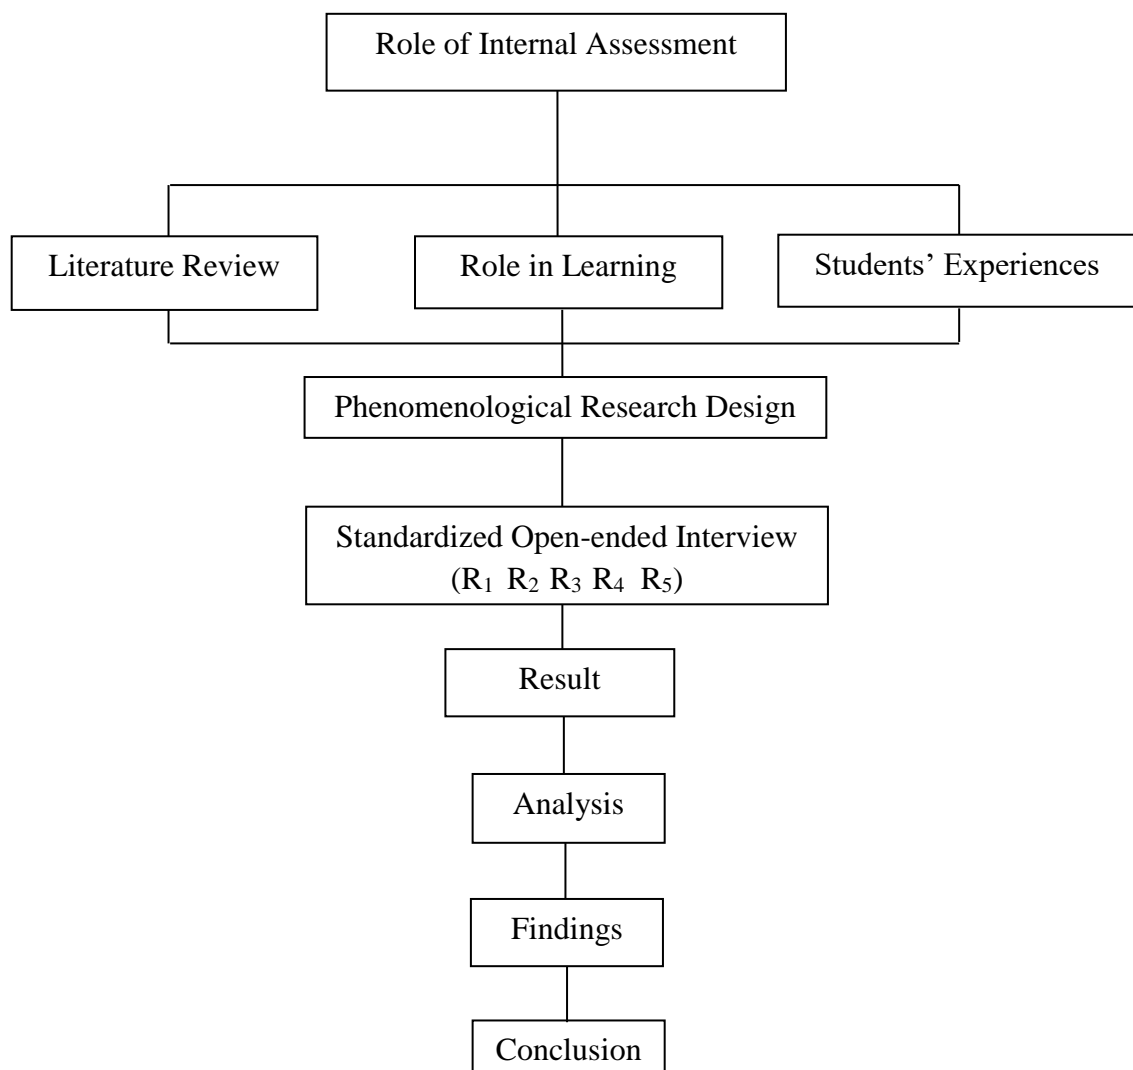 Role of Internal Assessment
Literature Review
Role in Learning
Students’ Experiences
Phenomenological Research Design
Standardized Open-ended Interview
(R₁ R₂ R₃ R₄ R₅)
Result
Analysis
Findings
Conclusion